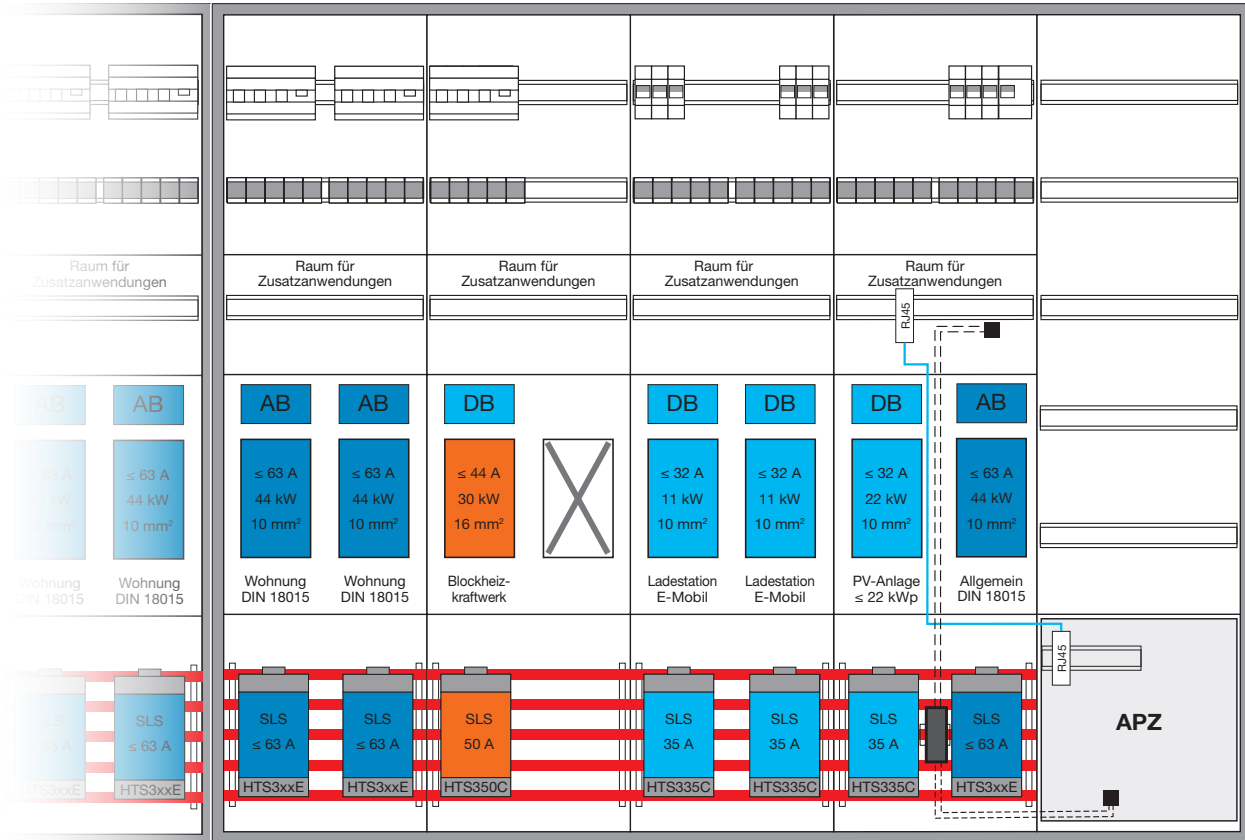 Raum für
Zusatzanwendungen
Raum für
Zusatzanwendungen
Raum für
Zusatzanwendungen
Raum für
Zusatzanwendungen
Raum für
Zusatzanwendungen
RJ45
AB
AB
AB
AB
DB
DB
DB
DB
AB
63 A
≤ 63 A
44 kW
10 mm²
≤ 63 A
44 kW
10 mm²
≤ 63 A
44 kW
10 mm²
≤ 44 A
30 kW
16 mm²
≤ 32 A
11 kW
10 mm²
≤ 32 A
11 kW
10 mm²
≤ 32 A
22 kW
10 mm²
≤ 63 A
44 kW
10 mm²
Wohnung
DIN 18015
Wohnung
DIN 18015
Wohnung
DIN 18015
Wohnung
DIN 18015
Blockheiz-
kraftwerk
Ladestation
E-Mobil
Ladestation
E-Mobil
PV-Anlage
≤ 22 kWp
Allgemein
DIN 18015
RJ45
APZ
SLS
63 A
HTS3xxE
SLS
≤ 63 A
HTS3xxE
SLS
≤ 63 A
HTS3xxE
SLS
≤ 63 A
HTS3xxE
SLS
50 A
HTS350C
SLS
35 A
HTS335C
SLS
35 A
HTS335C
SLS
35 A
HTS335C
SLS
≤ 63 A
HTS3xxE